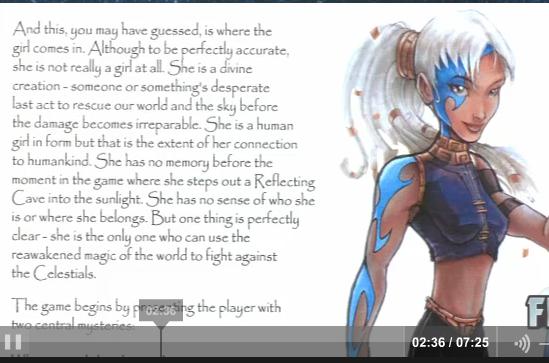 And this, you may have guessed, is where the
girl comes in. Although to be perfectly accurate,
she is not really a girl at all. She is a divine
creation - someone or something's desperate
last act to rescue our world and the sky before
the damage becomes irreparable. She is a human
girl in form but that is the extent of her connection
to humankind. She has no memory before the
moment in the game where she steps out a Reflecting
Cave into the sunlight. She has no sense of who she
is or where she belongs. But one thing is perfectly
clear - she is the only one who can use the
reawakened magic of the world to fight against
the Celestials.
The game begins by presenting the player with
02:36
two central mysteries:
02:36 / 07:25